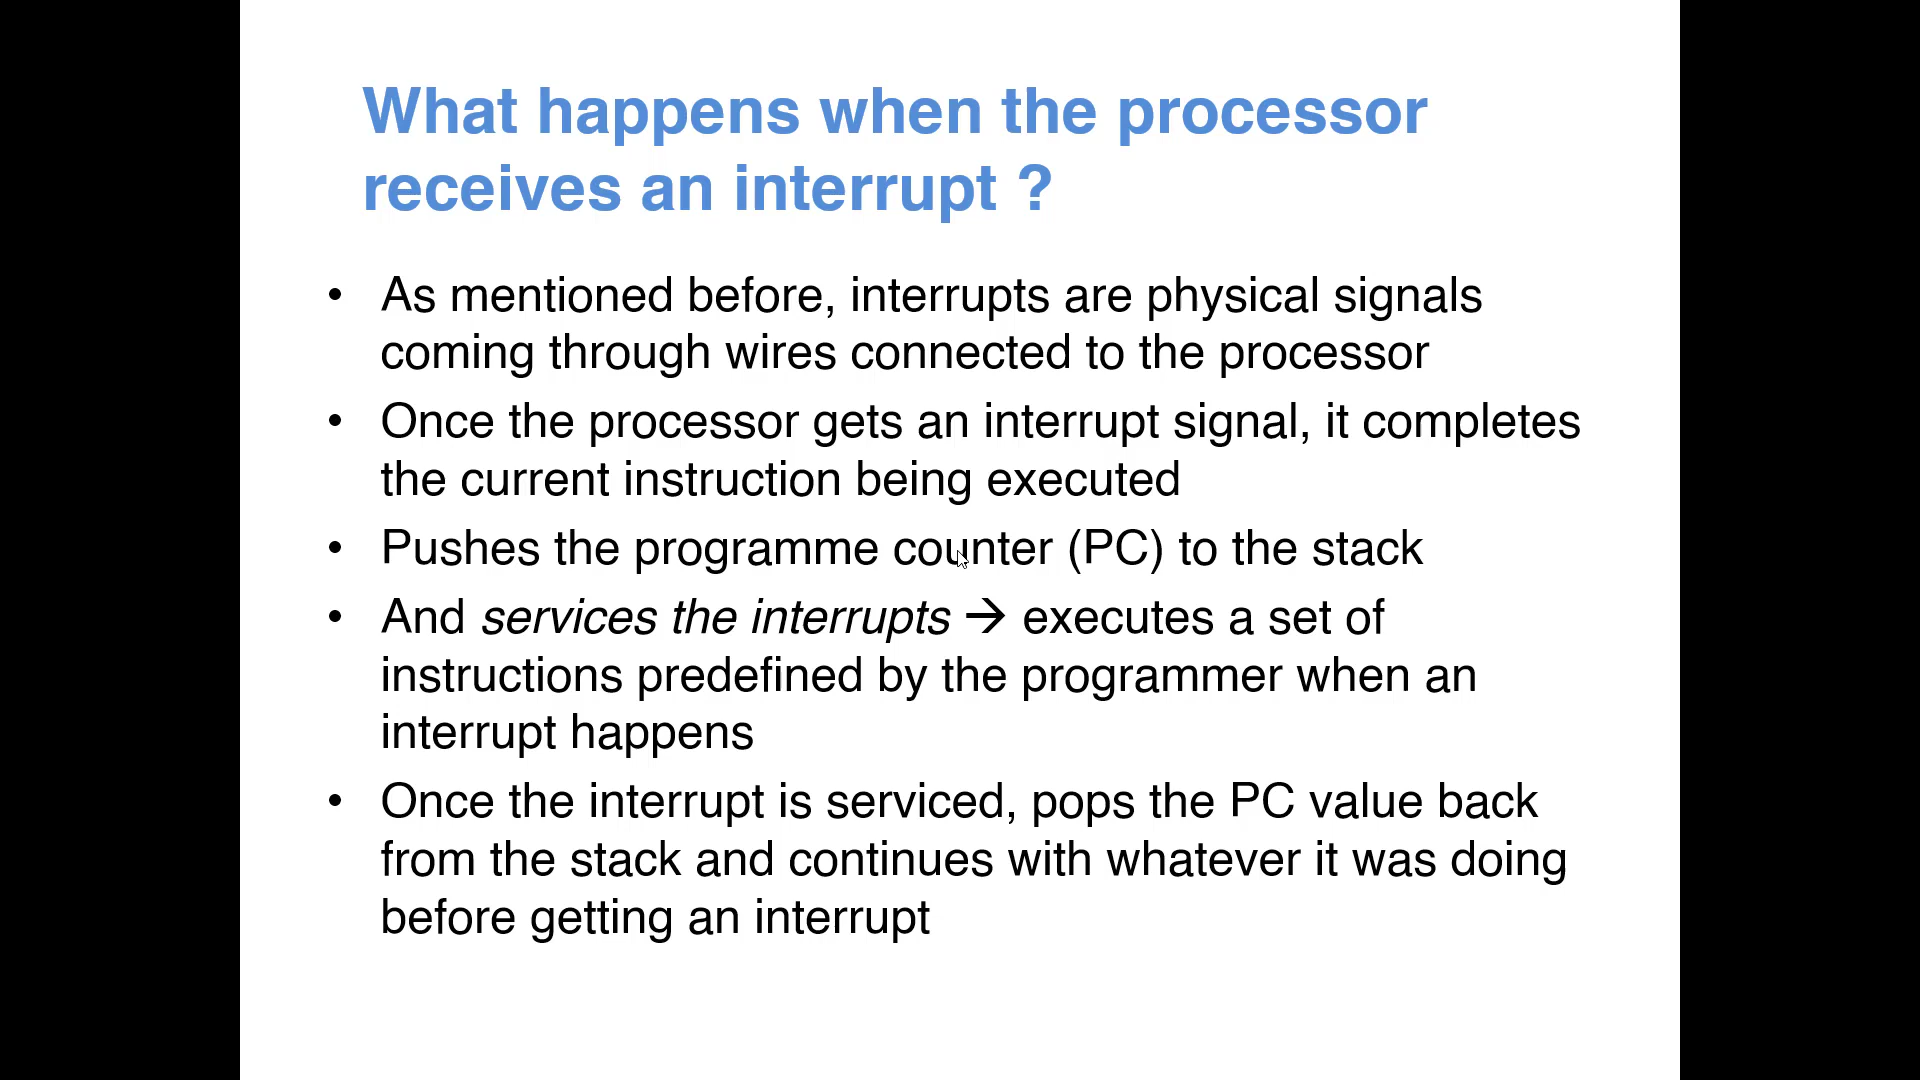 What happens when the processor
receives an interrupt ?
• As mentioned before, interrupts are physical signals
coming through wires connected to the processor
• Once the processor gets an interrupt signal, it completes
the current instruction being executed
• Pushes the programme counter (PC) to the stack
• And services the interrupts → executes a set of
instructions predefined by the programmer when an
interrupt happens
• Once the interrupt is serviced, pops the PC value back
from the stack and continues with whatever it was doing
before getting an interrupt